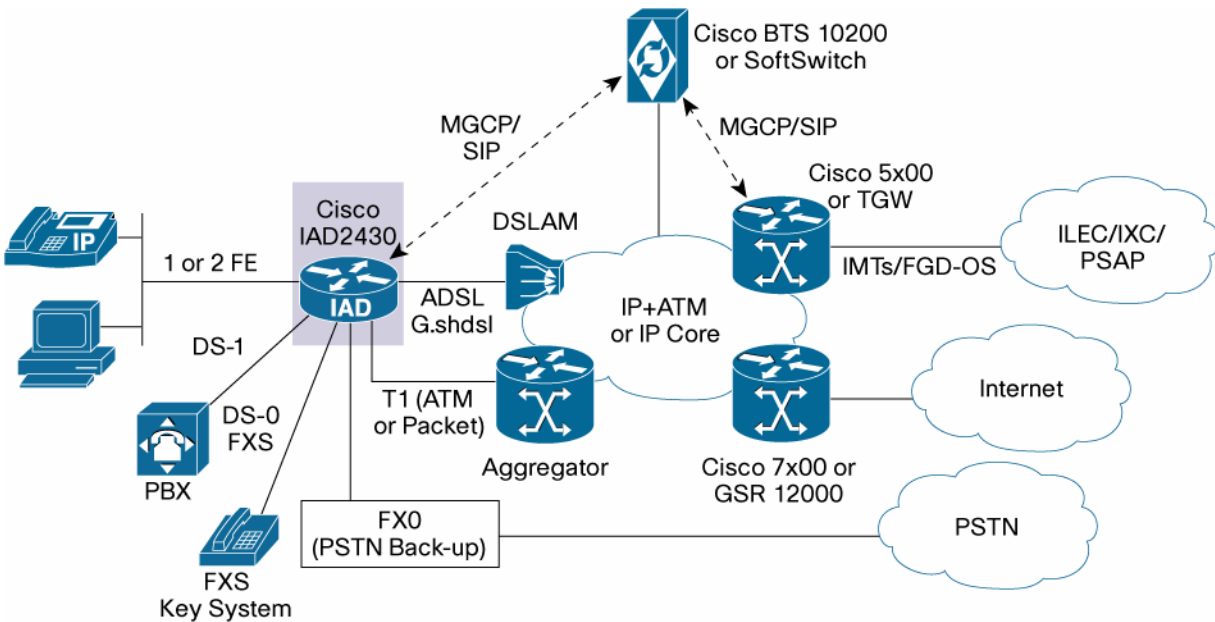 Cisco BTS 10200
or SoftSwitch
MGCP/
SIP
MGCP/SIP
Cisco 5x00
or TGW
Cisco
IAD2430
DSLAM
IP
1 or 2 FE
IAD
ADSL
G.shdsl
IP+ATM
or IP Core
IMTs/FGD-OS
ILEC/IXC/
PSAP
DS-1
T1 (ATM
or Packet)
Internet
DS-0
FXS
PBX
Aggregator
Cisco 7x00 or
GSR 12000
FX0
(PSTN Back-up)
PSTN
FXS
Key System